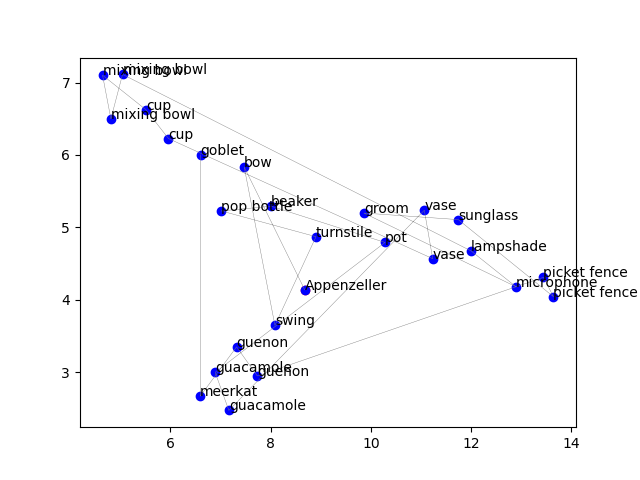 mixing bowl
mixing bowl
mixing bowl
cup
cup
goblet
bow
pop bottle
beaker
groom
vase
sunglass
turnstile
pot
vase
lampshade
picket fence
microphone
picket fence
Appenzeller
swing
guenon
guacamole
guenon
meerkat
guacamole
7
6
5
4
3
6
8
10
12
14